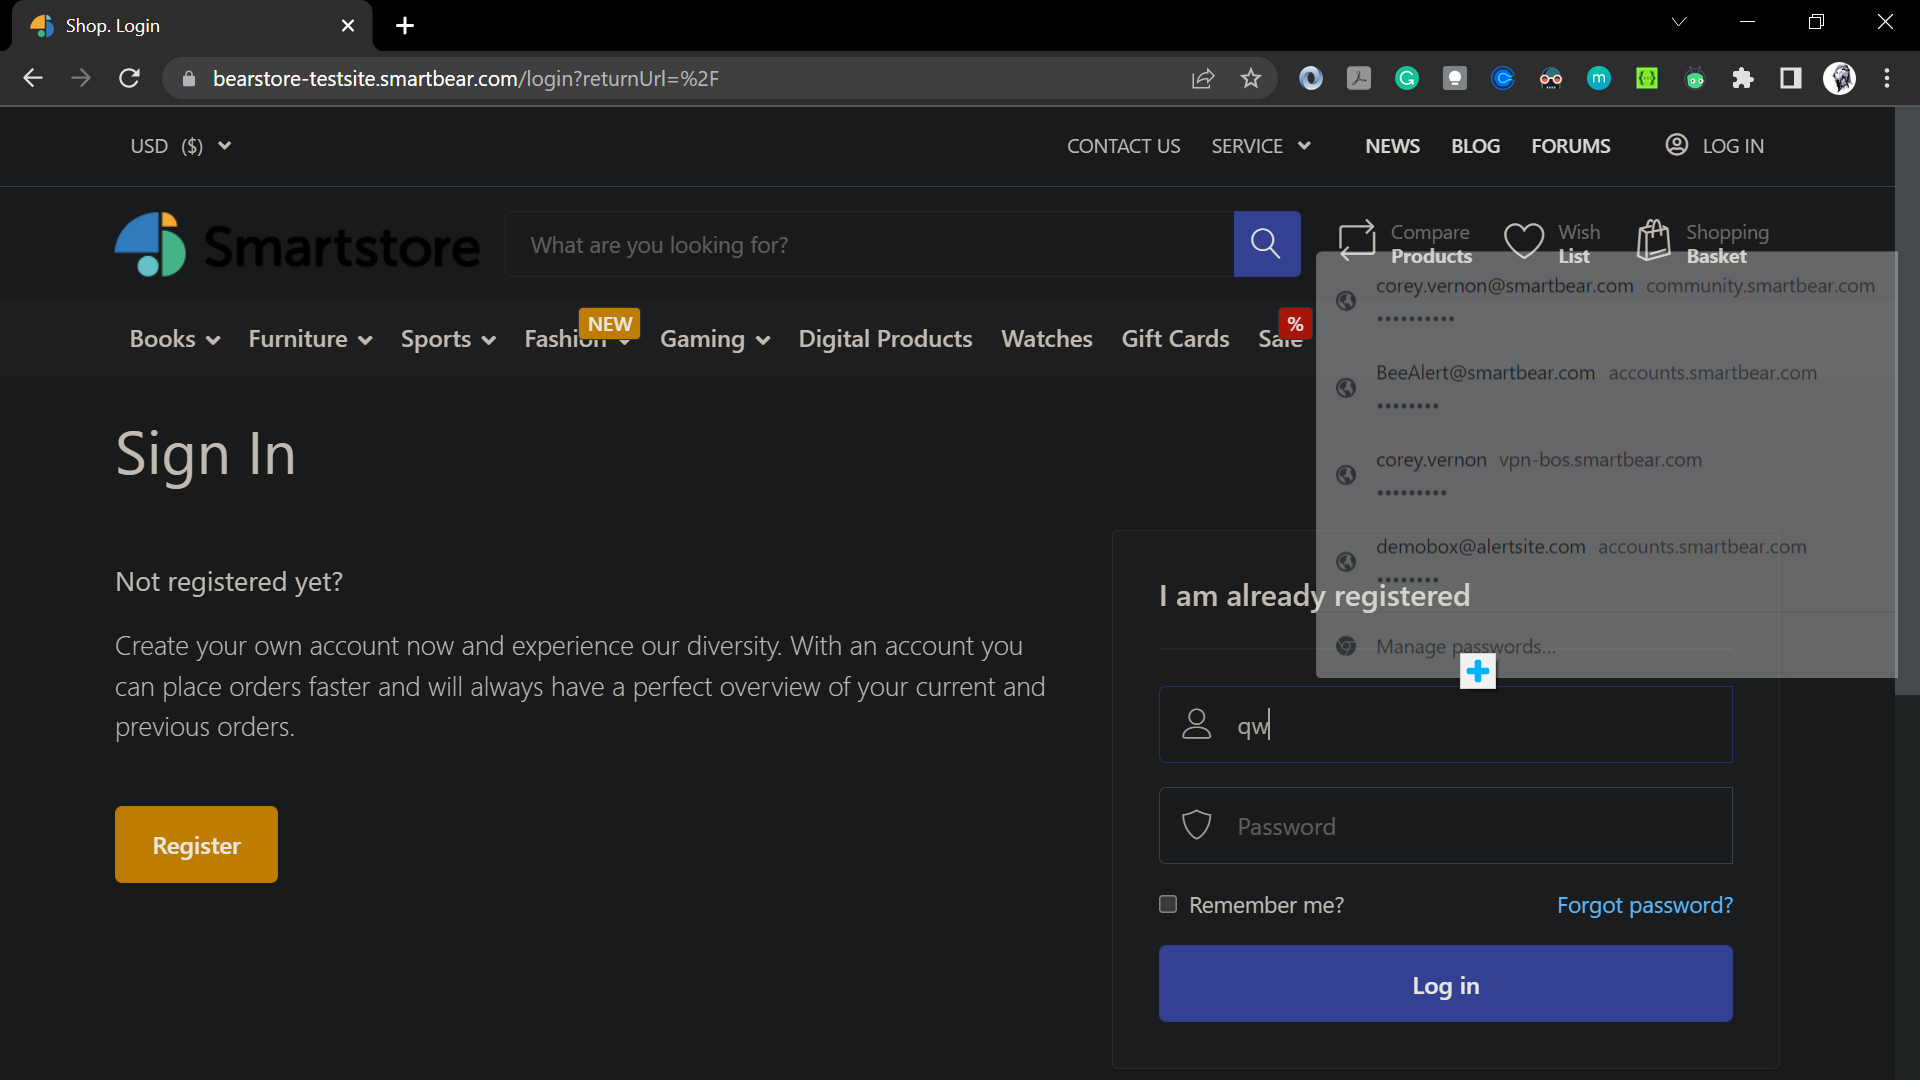 Shop. Login
bearstore-testsite.smartbear.com/login?returnUrl=%2F
USD ($)
CONTACT US SERVICE NEWS BLOG FORUMS LOG IN
Smartstore
What are you looking for?
Compare Products
Wish List
Shopping Basket
Books Furniture Sports Fashion NEW Gaming Digital Products Watches Gift Cards Sale %
corey.vernon@smartbear.com community.smartbear.com
••••••••••
BeeAlert@smartbear.com accounts.smartbear.com
••••••••
corey.vernon vpn-bos.smartbear.com
•••••••••
demobox@alertsite.com accounts.smartbear.com
••••••••
Manage passwords...
Sign In
Not registered yet?
Create your own account now and experience our diversity. With an account you
can place orders faster and will always have a perfect overview of your current and
previous orders.
Register
I am already registered
qw
Password
Remember me?
Forgot password?
Log in